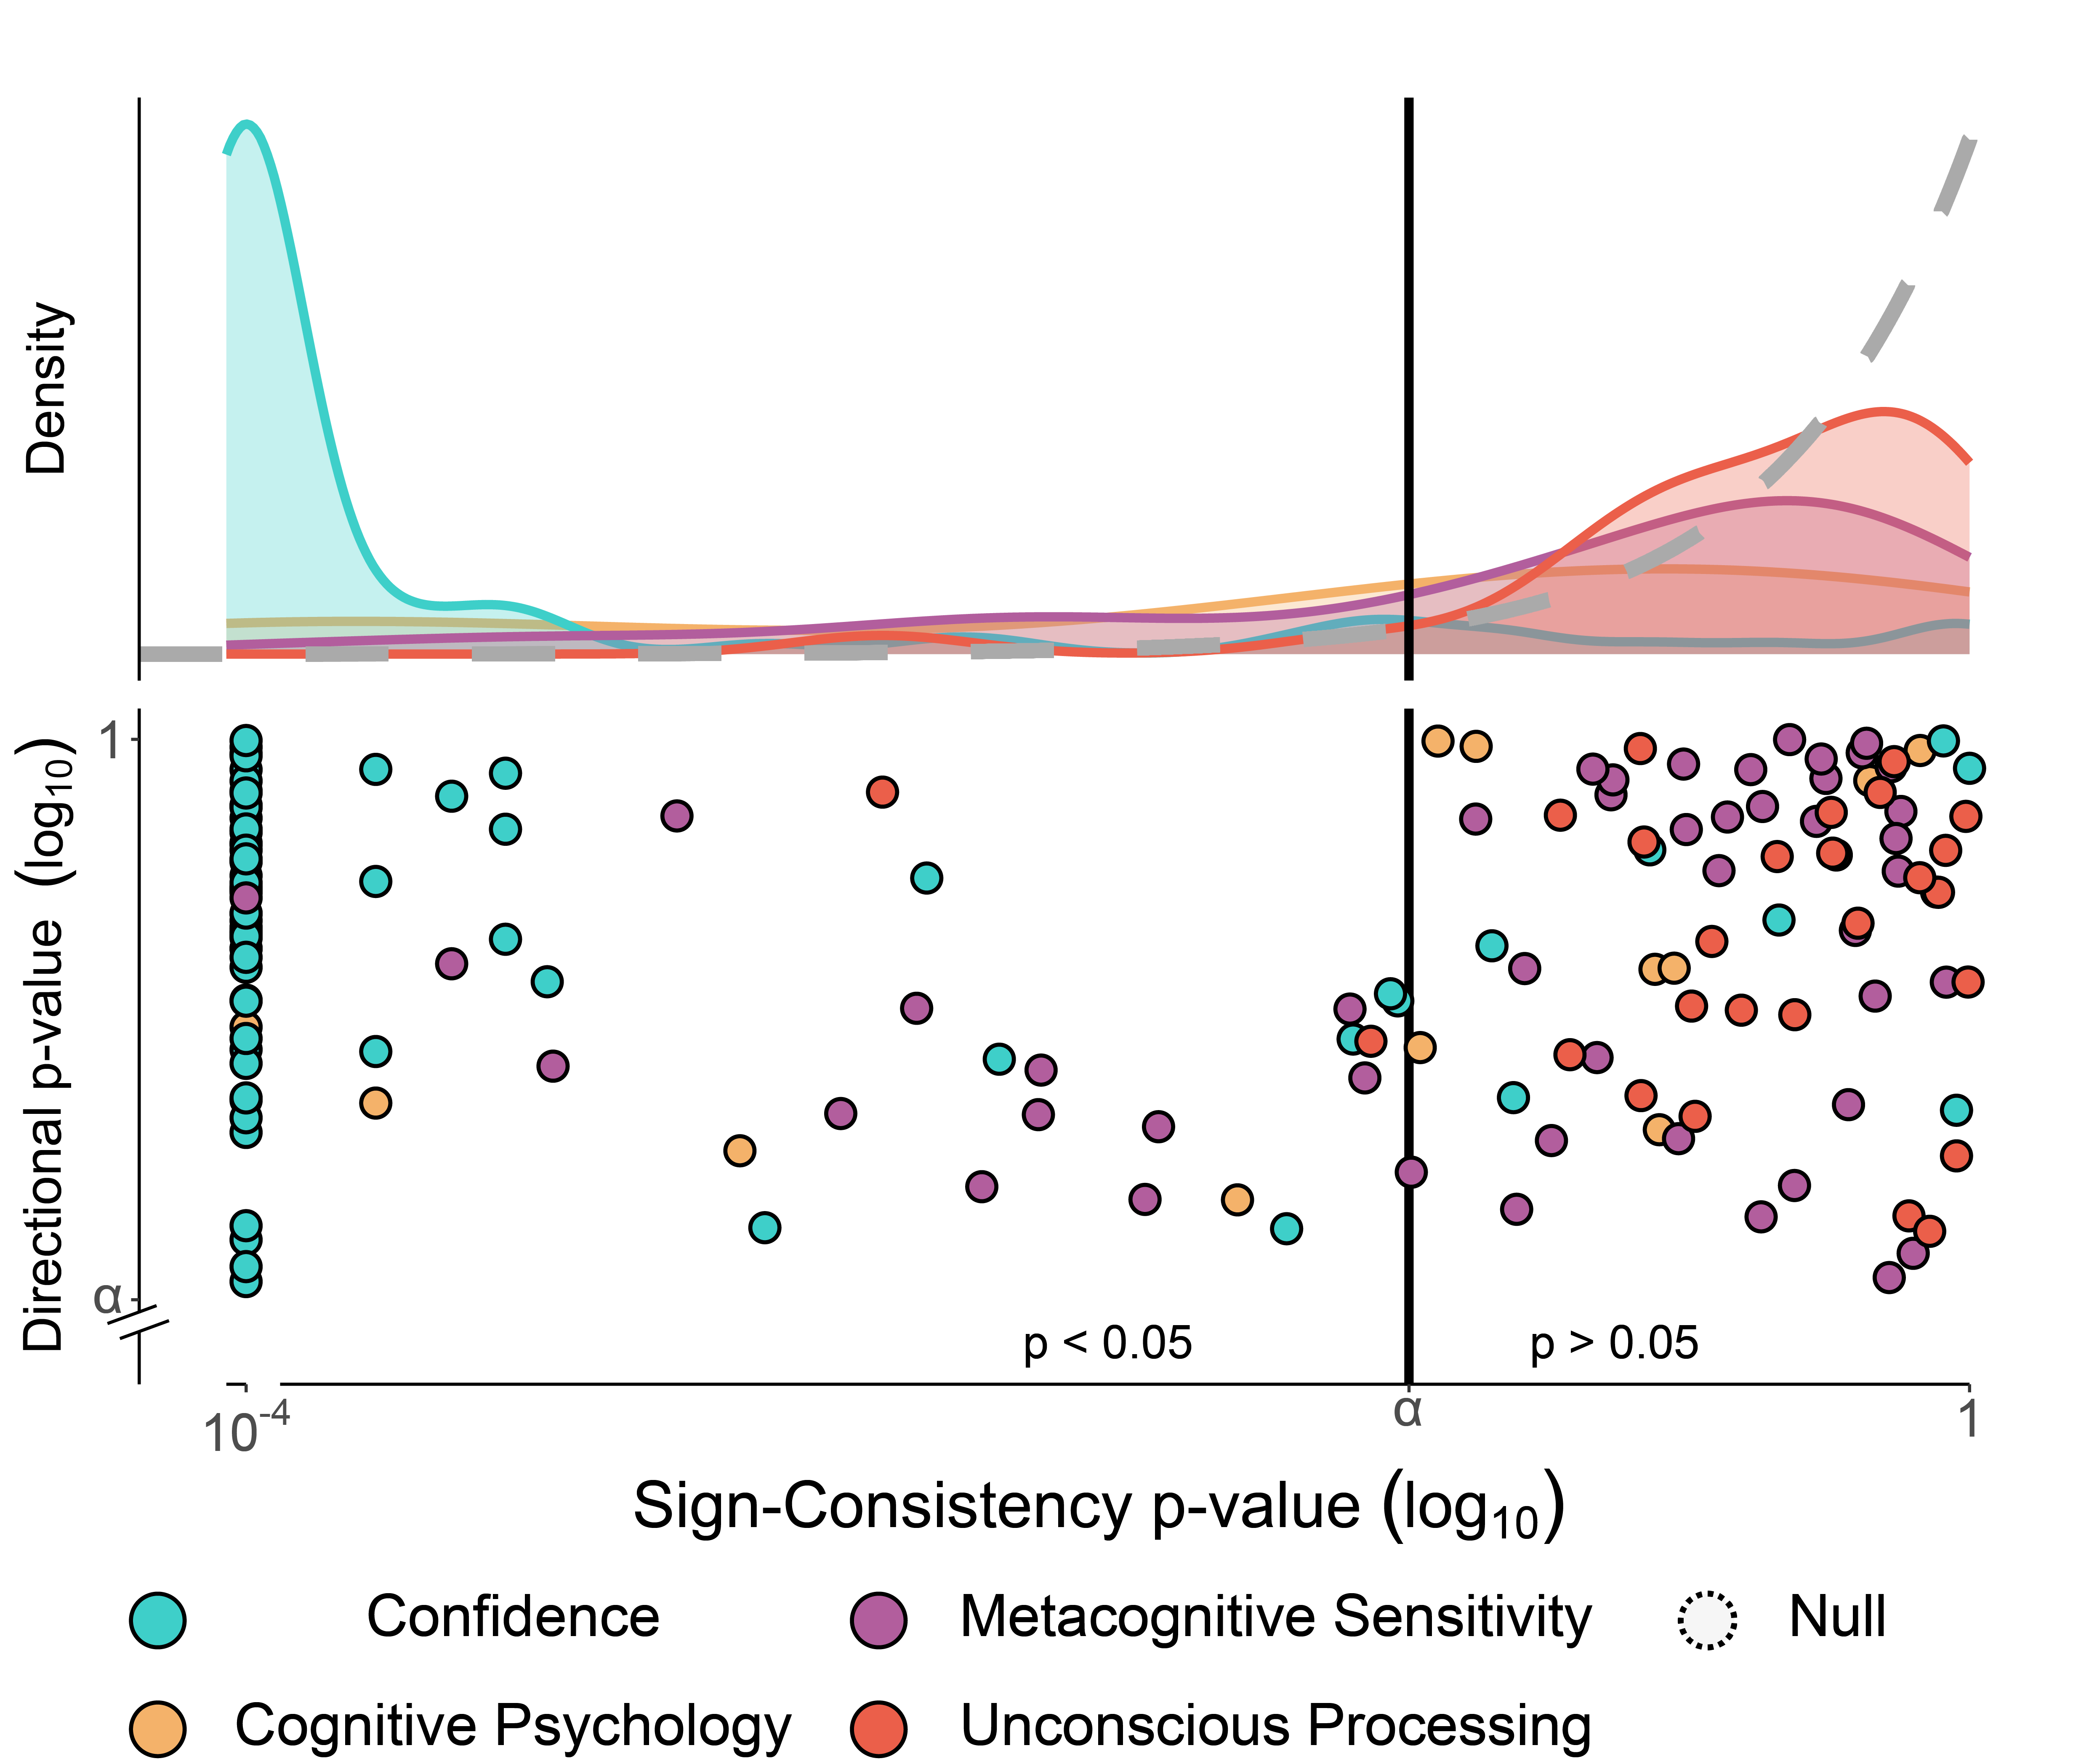 Density
Directional p-value (log10)
1
α
p < 0.05
p > 0.05
10-4
α
1
Sign-Consistency p-value (log10)
Confidence
Metacognitive Sensitivity
Null
Cognitive Psychology
Unconscious Processing